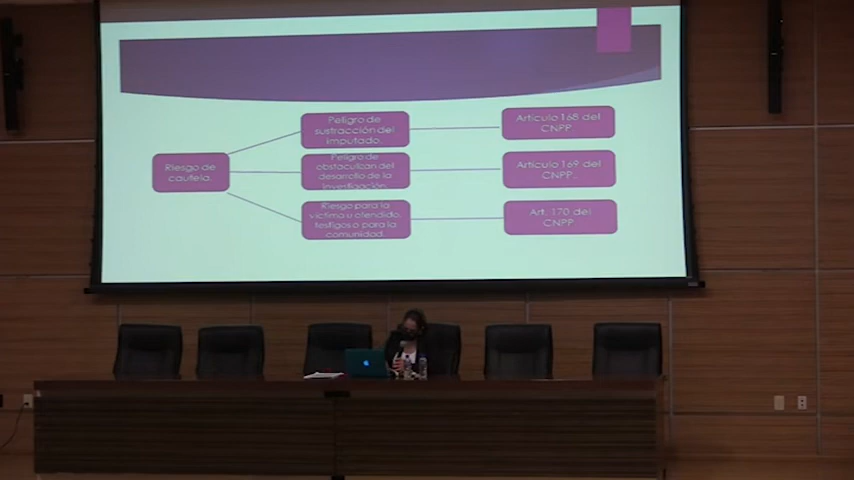 Riesgo de
cautela.
Peligro de
sustracción del
imputado.
Artículo 168 del
CNPP.
Peligro de
obstaculizan del
desarrollo de la
investigación.
Artículo 169 del
CNPP..
Riesgo para la
víctima u ofendido,
testigos o para la
comunidad.
Art. 170 del
CNPP